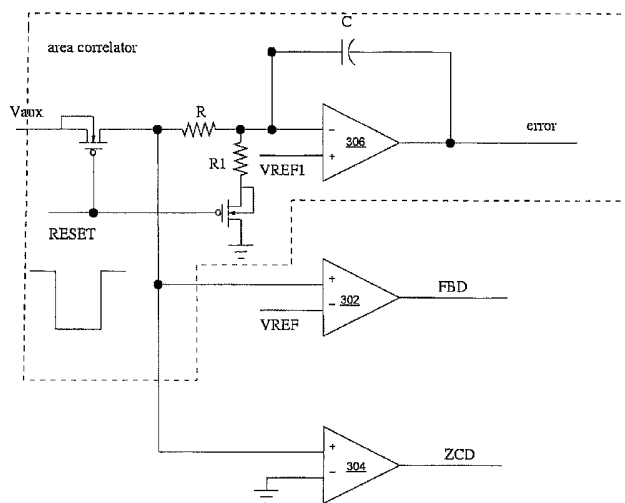 C
area correlator
Vaux
R
R1
306
error
VREF1
RESET
302
FBD
VREF
304
ZCD